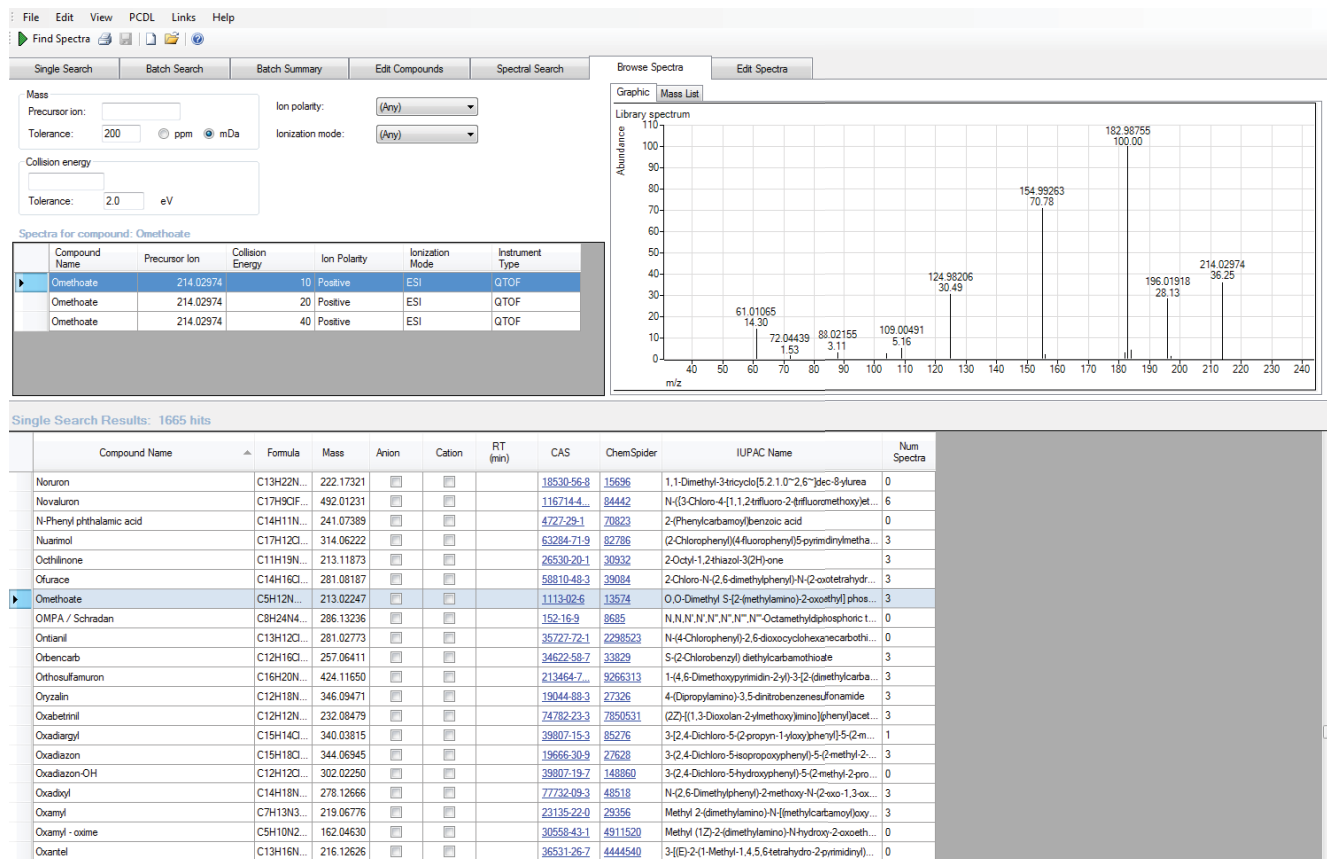 File Edit View PCDL Links Help
Find Spectra
Single Search Batch Search Batch Summary Edit Compounds Spectral Search Browse Spectra Edit Spectra
Mass
Precursor ion:
Tolerance: 200 ppm mDa
Ion polarity: (Any)
Ionization mode: (Any)
Collision energy
Tolerance: 2.0 eV
Spectra for compound: Omethoate
Compound Name Precursor Ion Collision Energy Ion Polarity Ionization Mode Instrument Type
Omethoate 214.02974 10 Positive ESI QTOF
Omethoate 214.02974 20 Positive ESI QTOF
Omethoate 214.02974 40 Positive ESI QTOF
Graphic Mass List
Library spectrum
Abundance
110
100
90
80
70
60
50
40
30
20
10
0
61.01065
14.30
72.04439
1.53
88.02155
3.11
109.00491
5.16
124.98206
30.49
154.99263
70.78
182.98755
100.00
196.01918
28.13
214.02974
36.25
40 50 60 70 80 90 100 110 120 130 140 150 160 170 180 190 200 210 220 230 240
m/z
Single Search Results: 1665 hits
Compound Name Formula Mass Anion Cation RT (min) CAS ChemSpider IUPAC Name Num Spectra
Noruron C13H22N... 222.17321 18530-56-8 15696 1,1-Dimethyl-3-tricyclo[5.2.1.0~2,6~]dec-8-ylurea 0
Novaluron C17H9ClF... 492.01231 116714-4... 84442 N-({3-Chloro-4-[1,1,2-trifluoro-2-(trifluoromethoxy)et... 6
N-Phenyl phthalamic acid C14H11N... 241.07389 4727-29-1 70823 2-(Phenylcarbamoyl)benzoic acid 0
Nuarimol C17H12Cl... 314.06222 63284-71-9 82786 (2-Chlorophenyl)(4-fluorophenyl)5-pyrimdinylmetha... 3
Octhilinone C11H19N... 213.11873 26530-20-1 30932 2-Octyl-1,2-thiazol-3(2H)-one 3
Ofurace C14H16Cl... 281.08187 58810-48-3 39084 2-Chloro-N-(2,6-dimethylphenyl)-N-(2-oxotetrahydr... 3
Omethoate C5H12N... 213.02247 1113-02-6 13574 O,O-Dimethyl S-[2-(methylamino)-2-oxoethyl] phos... 3
OMPA / Schradan C8H24N4... 286.13236 152-16-9 8685 N,N,N',N',N'',N'',N''',N'''-Octamethyldiphosphoric t... 0
Ontianil C13H12Cl... 281.02773 35727-72-1 2298523 N-(4-Chlorophenyl)-2,6-dioxocyclohexanecarbothi... 0
Orbencarb C12H16Cl... 257.06411 34622-58-7 33829 S-(2-Chlorobenzyl) diethylcarbamothioate 3
Orthosulfamuron C16H20N... 424.11650 213464-7... 9266313 1-(4,6-Dimethoxypyrimidin-2-yl)-3-[2-(dimethylcarba... 3
Oryzalin C12H18N... 346.09471 19044-88-3 27326 4-(Dipropylamino)-3,5-dinitrobenzenesulfonamide 3
Oxabetrinil C12H12N... 232.08479 74782-23-3 7850531 (2Z)-[(1,3-Dioxolan-2-ylmethoxy)imino](phenyl)acet... 3
Oxadiargyl C15H14Cl... 340.03815 39807-15-3 85276 3-[2,4-Dichloro-5-(2-propyn-1-yloxy)phenyl]-5-(2-m... 1
Oxadiazon C15H18Cl... 344.06945 19666-30-9 27628 3-(2,4-Dichloro-5-isopropoxyphenyl)-5-(2-methyl-2-... 3
Oxadiazon-OH C12H12Cl... 302.02250 39807-19-7 148860 3-(2,4-Dichloro-5-hydroxyphenyl)-5-(2-methyl-2-pro... 0
Oxadixyl C14H18N... 278.12666 77732-09-3 48518 N-(2,6-Dimethylphenyl)-2-methoxy-N-(2-oxo-1,3-ox... 3
Oxamyl C7H13N3... 219.06776 23135-22-0 29356 Methyl 2-(dimethylamino)-N-[(methylcarbamoyl)oxy... 3
Oxamyl - oxime C5H10N2... 162.04630 30558-43-1 4911520 Methyl (1Z)-2-(dimethylamino)-N-hydroxy-2-oxoeth... 0
Oxantel C13H16N... 216.12626 36531-26-7 4444540 3-[(E)-2-(1-Methyl-1,4,5,6-tetrahydro-2-pyrimidinyl)... 0